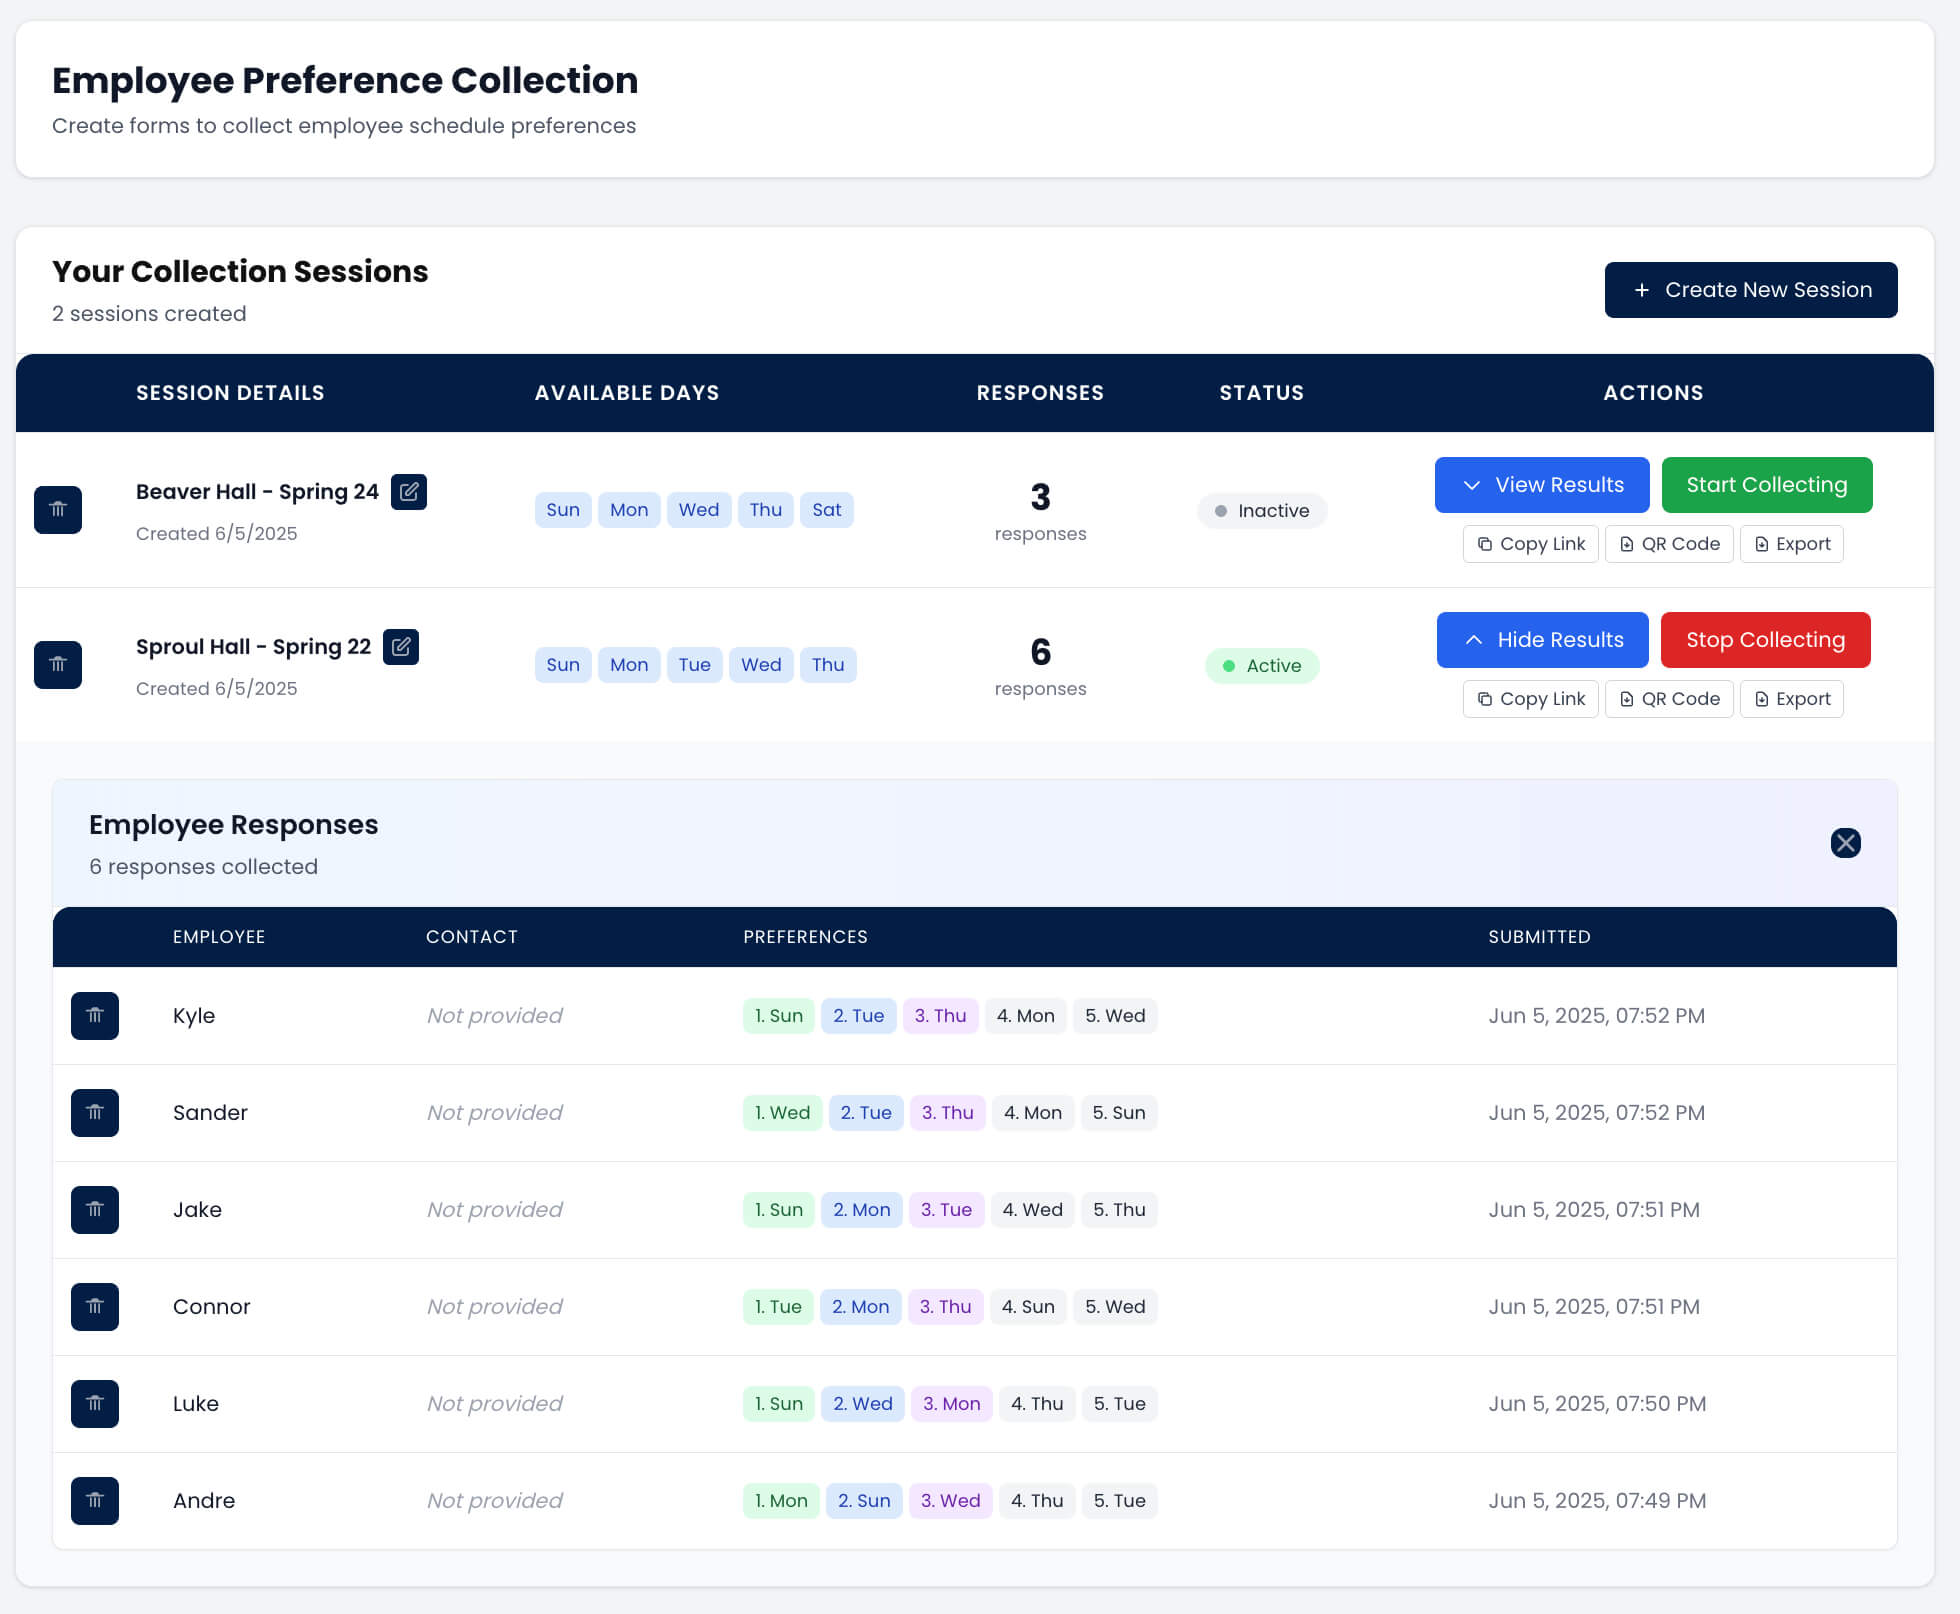 Employee Preference Collection
Create forms to collect employee schedule preferences
Your Collection Sessions
2 sessions created
+ Create New Session
SESSION DETAILS AVAILABLE DAYS RESPONSES STATUS ACTIONS
Beaver Hall - Spring 24
Created 6/5/2025
Sun Mon Wed Thu Sat
3
responses
Inactive
View Results Start Collecting
Copy Link QR Code Export
Sproul Hall - Spring 22
Created 6/5/2025
Sun Mon Tue Wed Thu
6
responses
Active
Hide Results Stop Collecting
Copy Link QR Code Export
Employee Responses
6 responses collected
EMPLOYEE CONTACT PREFERENCES SUBMITTED
Kyle Not provided 1. Sun 2. Tue 3. Thu 4. Mon 5. Wed Jun 5, 2025, 07:52 PM
Sander Not provided 1. Wed 2. Tue 3. Thu 4. Mon 5. Sun Jun 5, 2025, 07:52 PM
Jake Not provided 1. Sun 2. Mon 3. Tue 4. Wed 5. Thu Jun 5, 2025, 07:51 PM
Connor Not provided 1. Tue 2. Mon 3. Thu 4. Sun 5. Wed Jun 5, 2025, 07:51 PM
Luke Not provided 1. Sun 2. Wed 3. Mon 4. Thu 5. Tue Jun 5, 2025, 07:50 PM
Andre Not provided 1. Mon 2. Sun 3. Wed 4. Thu 5. Tue Jun 5, 2025, 07:49 PM